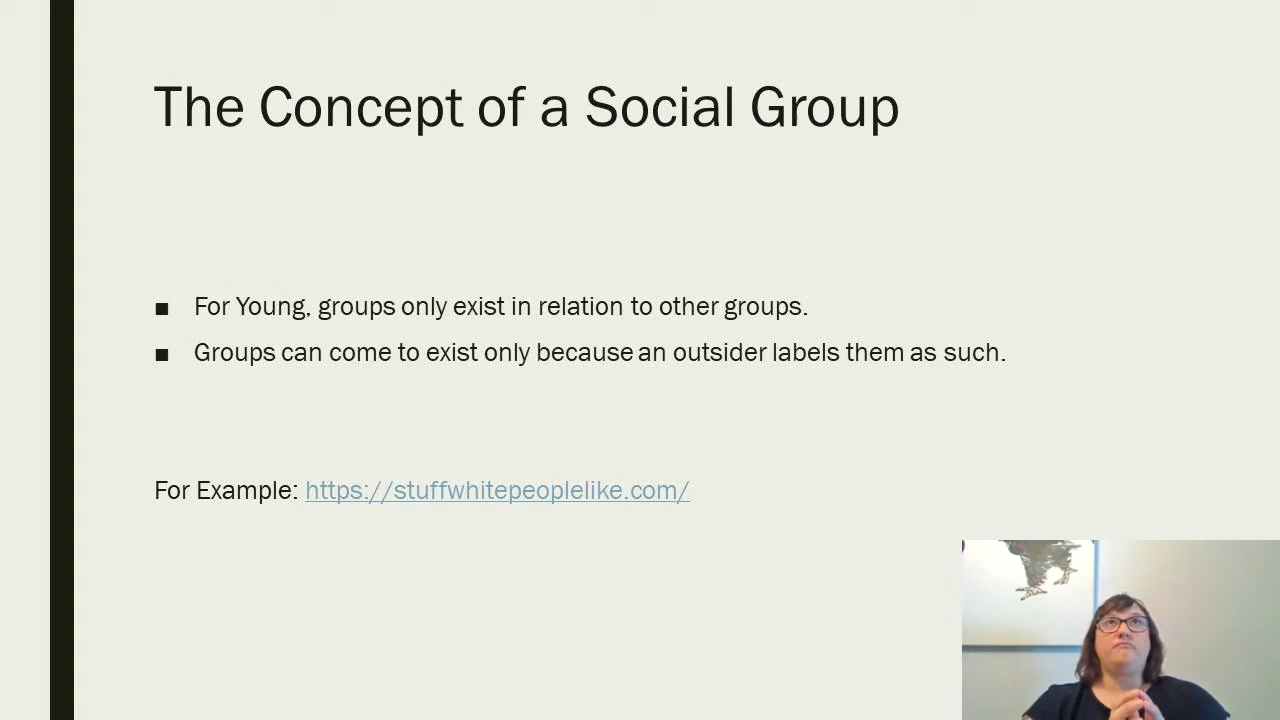 The Concept of a Social Group
■ For Young, groups only exist in relation to other groups.
■ Groups can come to exist only because an outsider labels them as such.
For Example: https://stuffwhitepeoplelike.com/